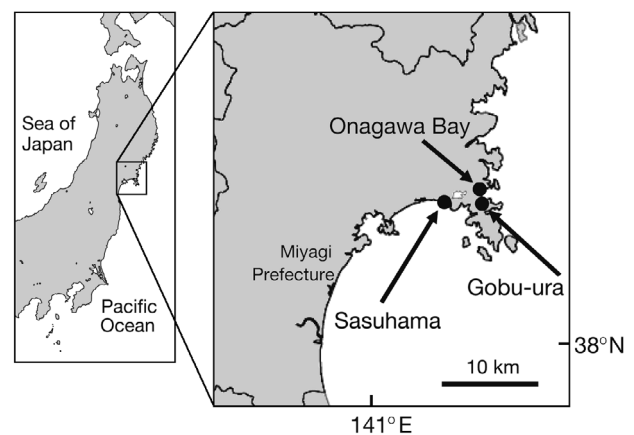 Sea of
Japan
Pacific
Ocean
Onagawa Bay
Miyagi
Prefecture
Gobu-ura
Sasuhama
38°N
10 km
141°E